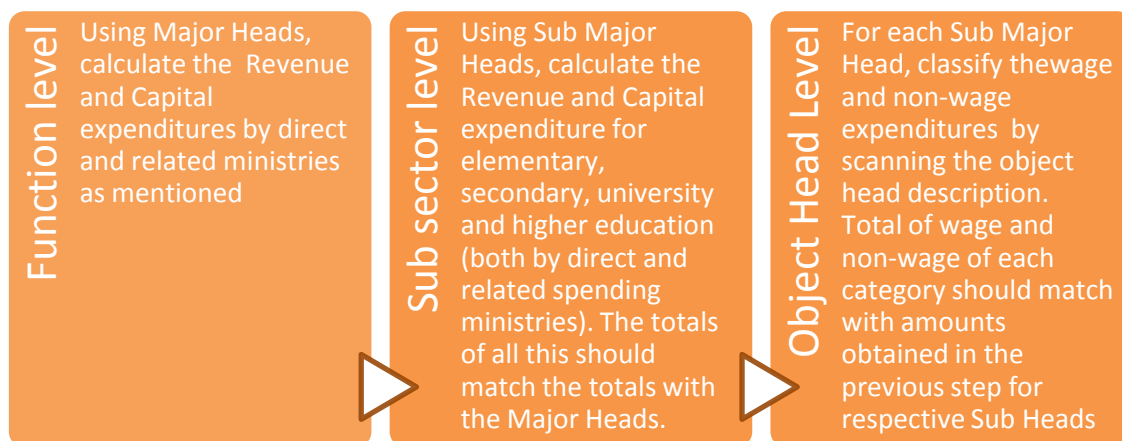 Function level
Using Major Heads,
calculate the Revenue
and Capital
expenditures by direct
and related ministries
as mentioned
Sub sector level
Using Sub Major
Heads, calculate the
Revenue and Capital
expenditure for
elementary,
secondary, university
and higher education
(both by direct and
related spending
ministries). The totals
of all this should
match the totals with
the Major Heads.
Object Head Level
For each Sub Major
Head, classify thewage
and non-wage
expenditures by
scanning the object
head description.
Total of wage and
non-wage of each
category should match
with amounts
obtained in the
previous step for
respective Sub Heads